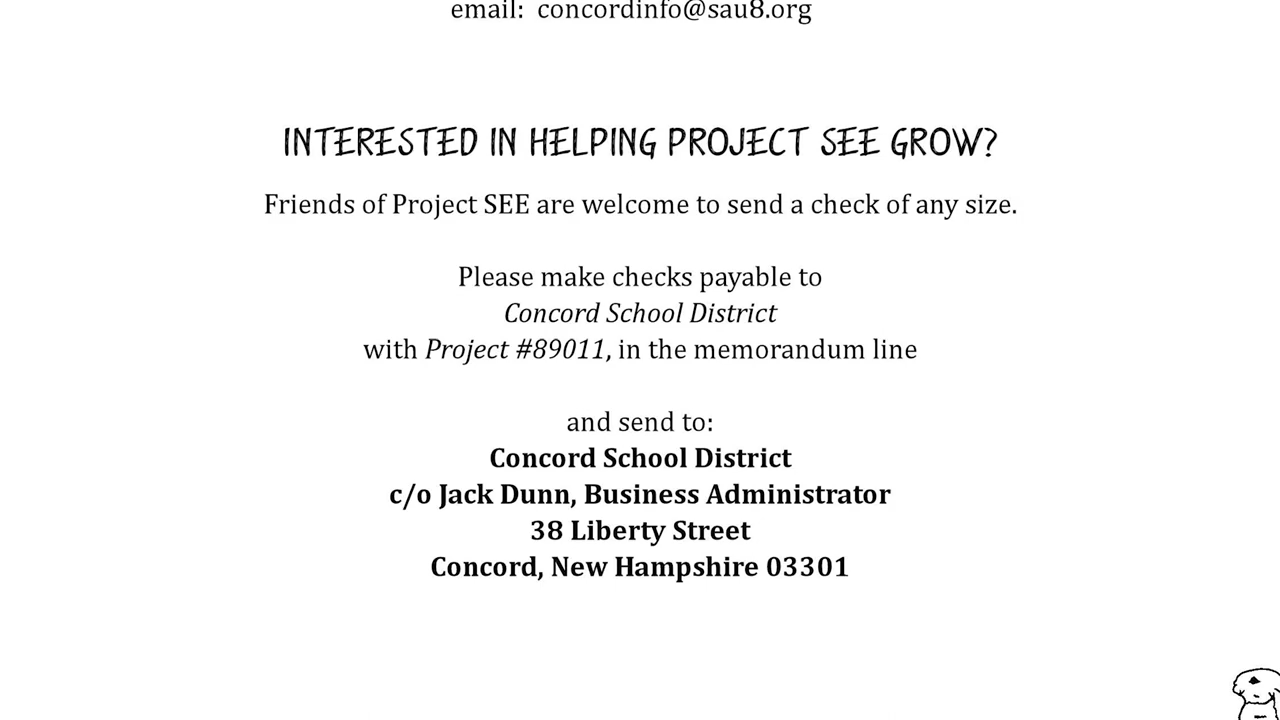 email: concordinfo@sau8.org
INTERESTED IN HELPING PROJECT SEE GROW?
Friends of Project SEE are welcome to send a check of any size.
Please make checks payable to
Concord School District
with Project #89011, in the memorandum line
and send to:
Concord School District
c/o Jack Dunn, Business Administrator
38 Liberty Street
Concord, New Hampshire 03301